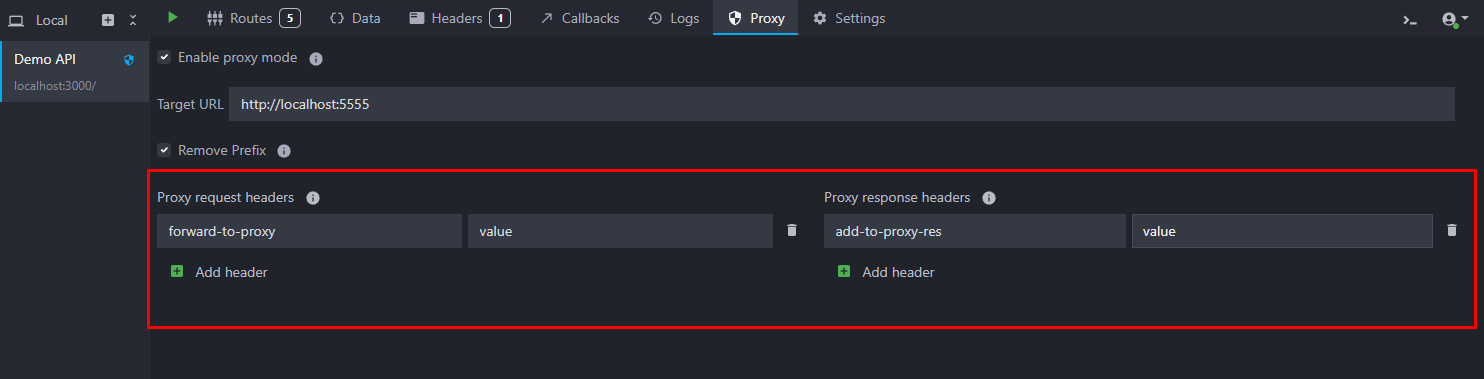 Local
Routes 5 Data Headers 1 Callbacks Logs Proxy Settings
Demo API
localhost:3000/
Enable proxy mode
Target URL http://localhost:5555
Remove Prefix
Proxy request headers Proxy response headers
forward-to-proxy value add-to-proxy-res value
Add header Add header